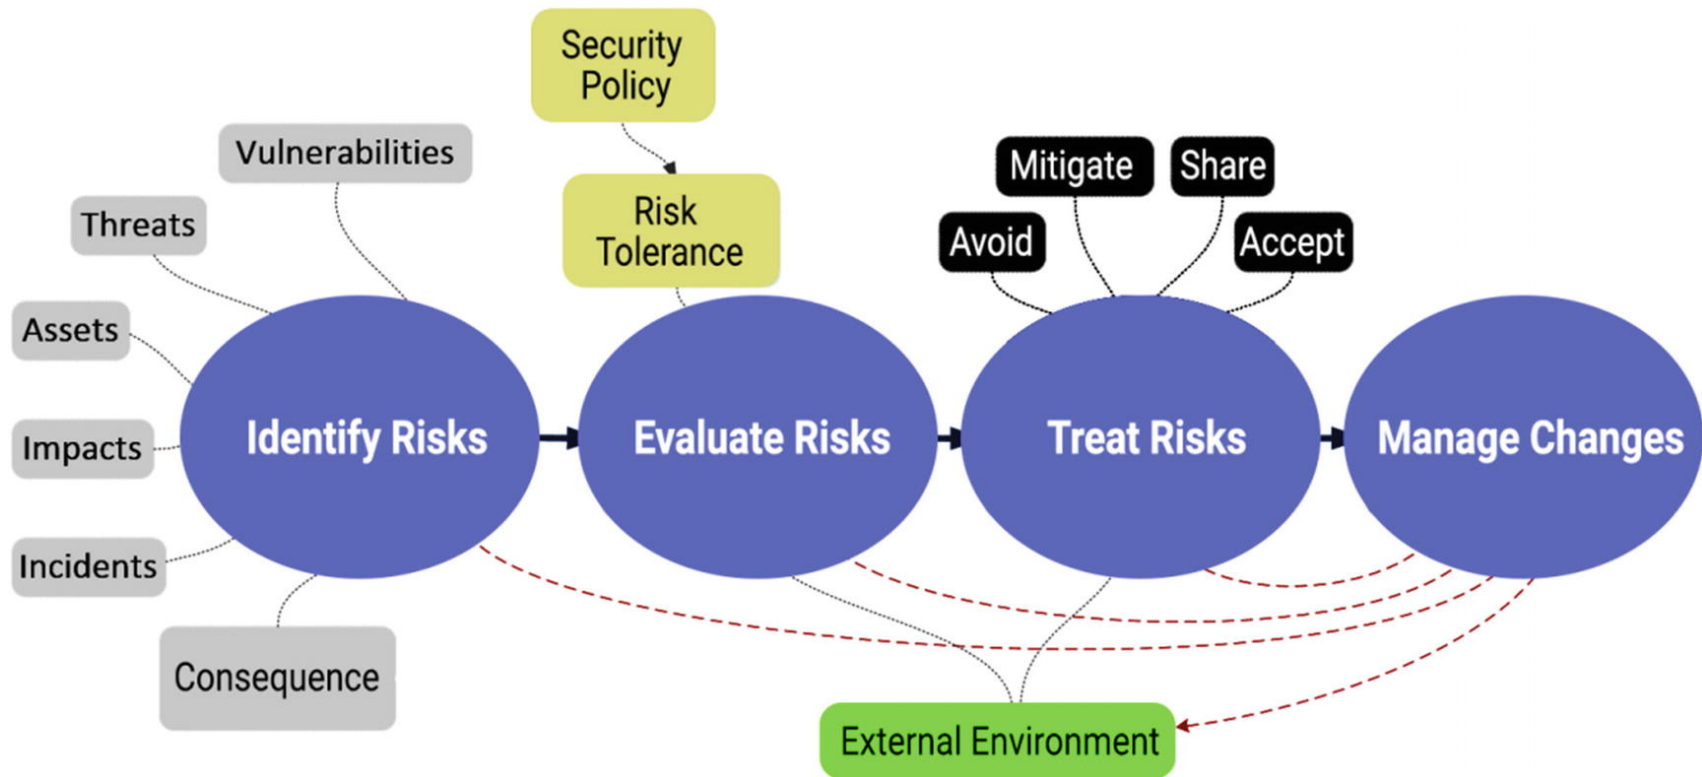 Security
Policy
Vulnerabilities
Risk
Tolerance
Mitigate
Share
Threats
Avoid
Accept
Assets
Impacts
Identify Risks
Evaluate Risks
Treat Risks
Manage Changes
Incidents
Consequence
External Environment